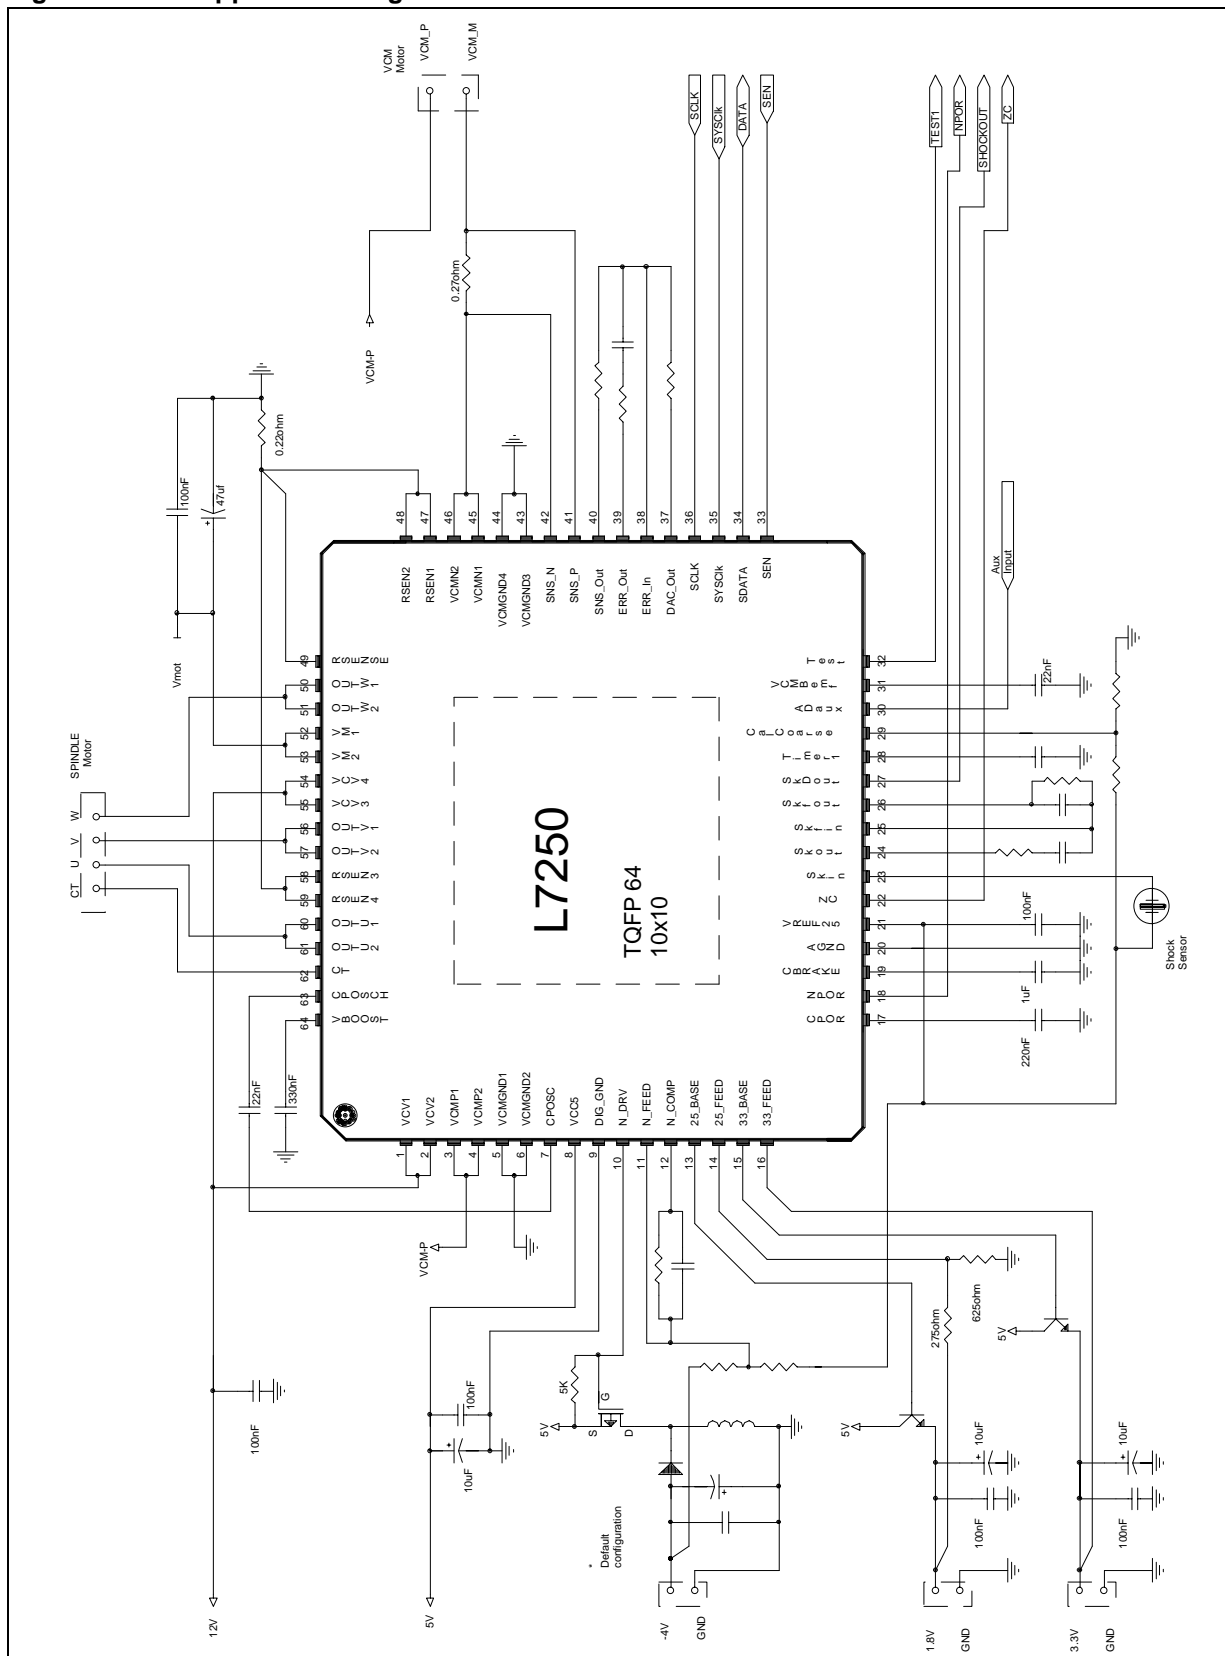 VCM
Motor
VCM_P
VCM_M
SCLK
SYSClk
DATA
SEN
TEST1
NPOR
SHOCKOUT
ZC
VCM-P
0.27ohm
0.22ohm
100nF
47uf
+
Vmot
SPINDLE
Motor
W
V
U
CT
Aux
Input
48
47
46
45
44
43
42
41
40
39
38
37
36
35
34
33
RSEN2
RSEN1
VCMN2
VCMN1
VCMGND4
VCMGND3
SNS_N
SNS_P
SNS_Out
ERR_Out
ERR_In
DAC_Out
SCLK
SYSClk
SDATA
SEN
49 RSENSE
50 OUTW1
51 OUTW2
52 VM1
53 VM2
54 VCV4
55 VCV3
56 OUTV1
57 OUTV2
58 RSEN3
59 RSEN4
60 OUTU1
61 OUTU2
62 CT
63 CPOSCH
64 VBOOST
L7250
TQFP 64
10x10
Test 32
VCMBemf 31
ADaux 30
CalCoarse 29
Timer1 28
SkDout 27
Skfout 26
Skfin 25
Skout 24
Skin 23
ZC 22
VREF25 21
AGND 20
CBRAKE 19
NPOR 18
CPOR 17
22nF
100nF
1uF
220nF
Shock
Sensor
22nF
330nF
VCV1
VCV2
VCMP1
VCMP2
VCMGND1
VCMGND2
CPOSC
VCC5
DIG_GND
N_DRV
N_FEED
N_COMP
25_BASE
25_FEED
33_BASE
33_FEED
1
2
3
4
5
6
7
8
9
10
11
12
13
14
15
16
VCM-P
100nF
12V
5V
+
10uF
100nF
5K
5V
S
G
D
+
* Default
configuration
-4V
GND
275ohm
625ohm
5V
+
10uF
100nF
1.8V
GND
5V
+
10uF
100nF
3.3V
GND